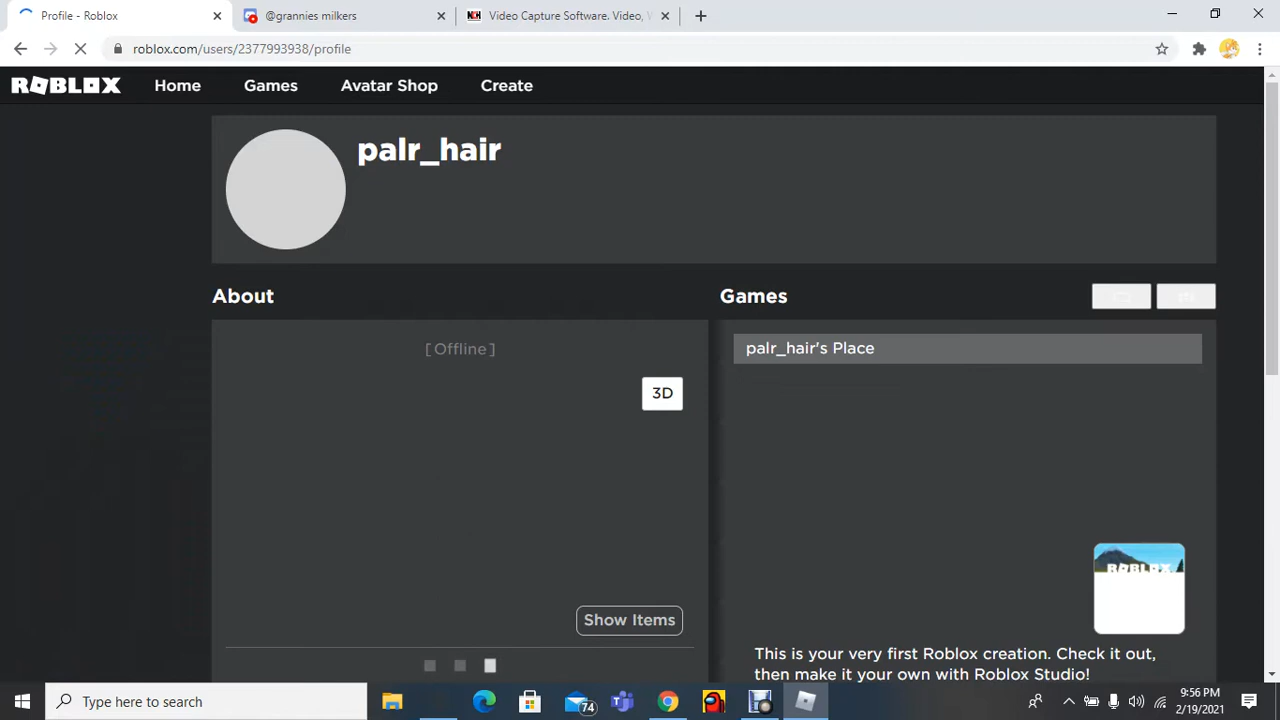 Profile - Roblox
@grannies milkers
NCH
Video Capture Software. Video, W
roblox.com/users/2377993938/profile
ROBLOX
Home
Games
Avatar Shop
Create
palr_hair
About
Games
[ Offline ]
palr_hair's Place
3D
ROBLOX
Show Items
This is your very first Roblox creation. Check it out,
then make it your own with Roblox Studio!
Type here to search
74
9:56 PM
2/19/2021